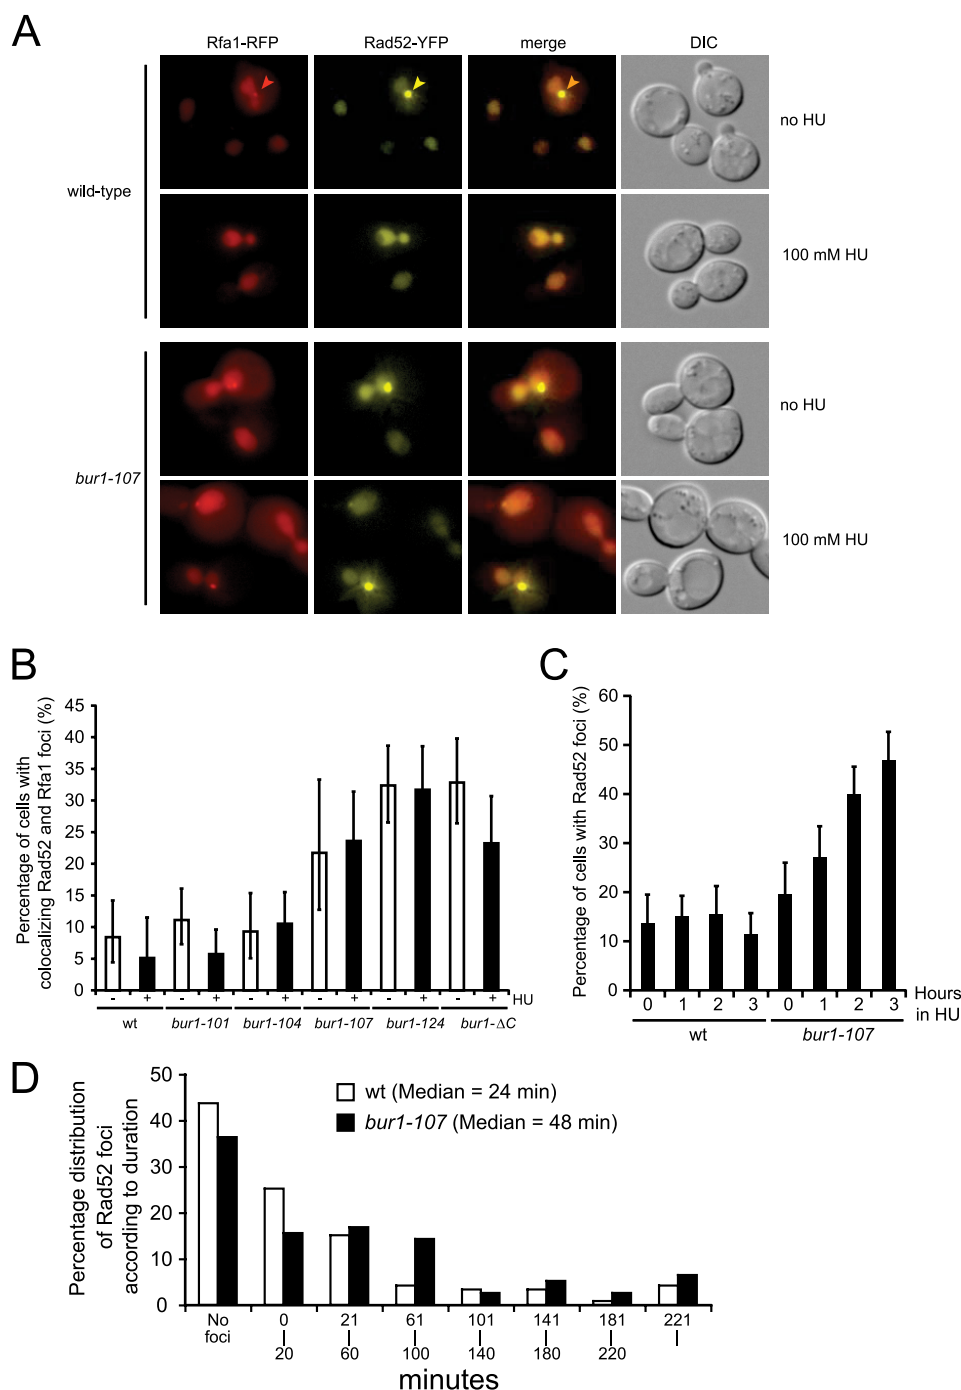 A
Rfa1-RFP Rad52-YFP merge DIC
no HU
wild-type
100 mM HU
no HU
bur1-107
100 mM HU
B
Percentage of cells with
colocalizing Rad52 and Rfa1 foci (%)
45
40
35
30
25
20
15
10
5
0
- + - + - + - + - + - + HU
wt bur1-101 bur1-104 bur1-107 bur1-124 bur1-ΔC
C
Percentage of cells with Rad52 foci (%)
60
50
40
30
20
10
0
0 1 2 3 0 1 2 3 Hours
in HU
wt bur1-107
D
Percentage distribution
of Rad52 foci
according to duration
50
40
30
20
10
0
wt (Median = 24 min)
bur1-107 (Median = 48 min)
No 0 21 61 101 141 181 221
foci | | | | | | |
20 60 100 140 180 220
minutes